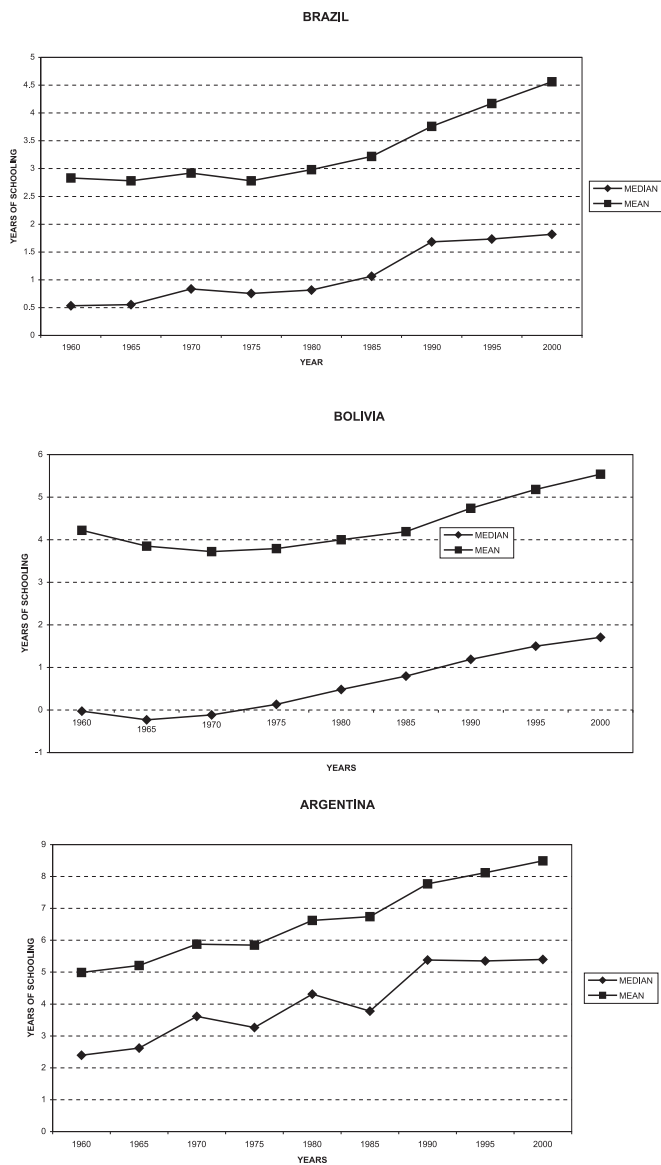 BRAZIL
5
4,5
4
3,5
3
2,5
2
1,5
1
0,5
0
YEARS OF SCHOOLING
1960 1965 1970 1975 1980 1985 1990 1995 2000
YEAR
MEDIAN
MEAN
BOLIVIA
6
5
4
3
2
1
0
-1
YEARS OF SCHOOLING
1960 1965 1970 1975 1980 1985 1990 1995 2000
YEARS
MEDIAN
MEAN
ARGENTINA
9
8
7
6
5
4
3
2
1
0
YEARS OF SCHOOLING
1960 1965 1970 1975 1980 1985 1990 1995 2000
YEARS
MEDIAN
MEAN